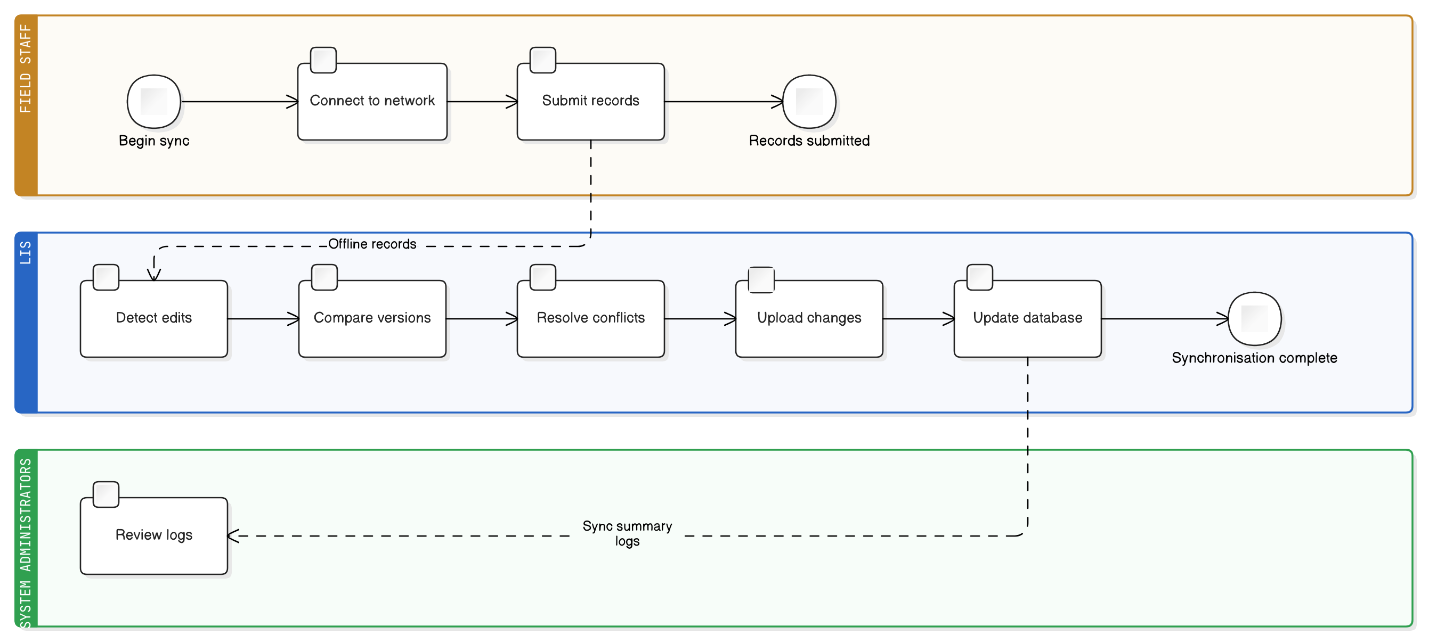 FIELD STAFF
Connect to network
Submit records
Begin sync
Records submitted
LIS
Offline records
Detect edits
Compare versions
Resolve conflicts
Upload changes
Update database
Synchronisation complete
SYSTEM ADMINISTRATORS
Review logs
Sync summary
logs